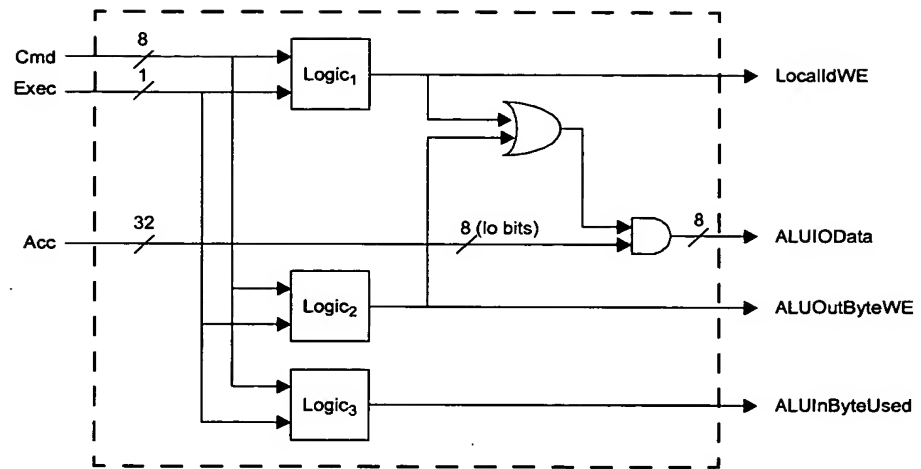 Cmd
8
Exec
1
Logic₁
LocalIdWE
Acc
32
8 (lo bits)
8
ALUIOData
Logic₂
ALUOutByteWE
Logic₃
ALUInByteUsed